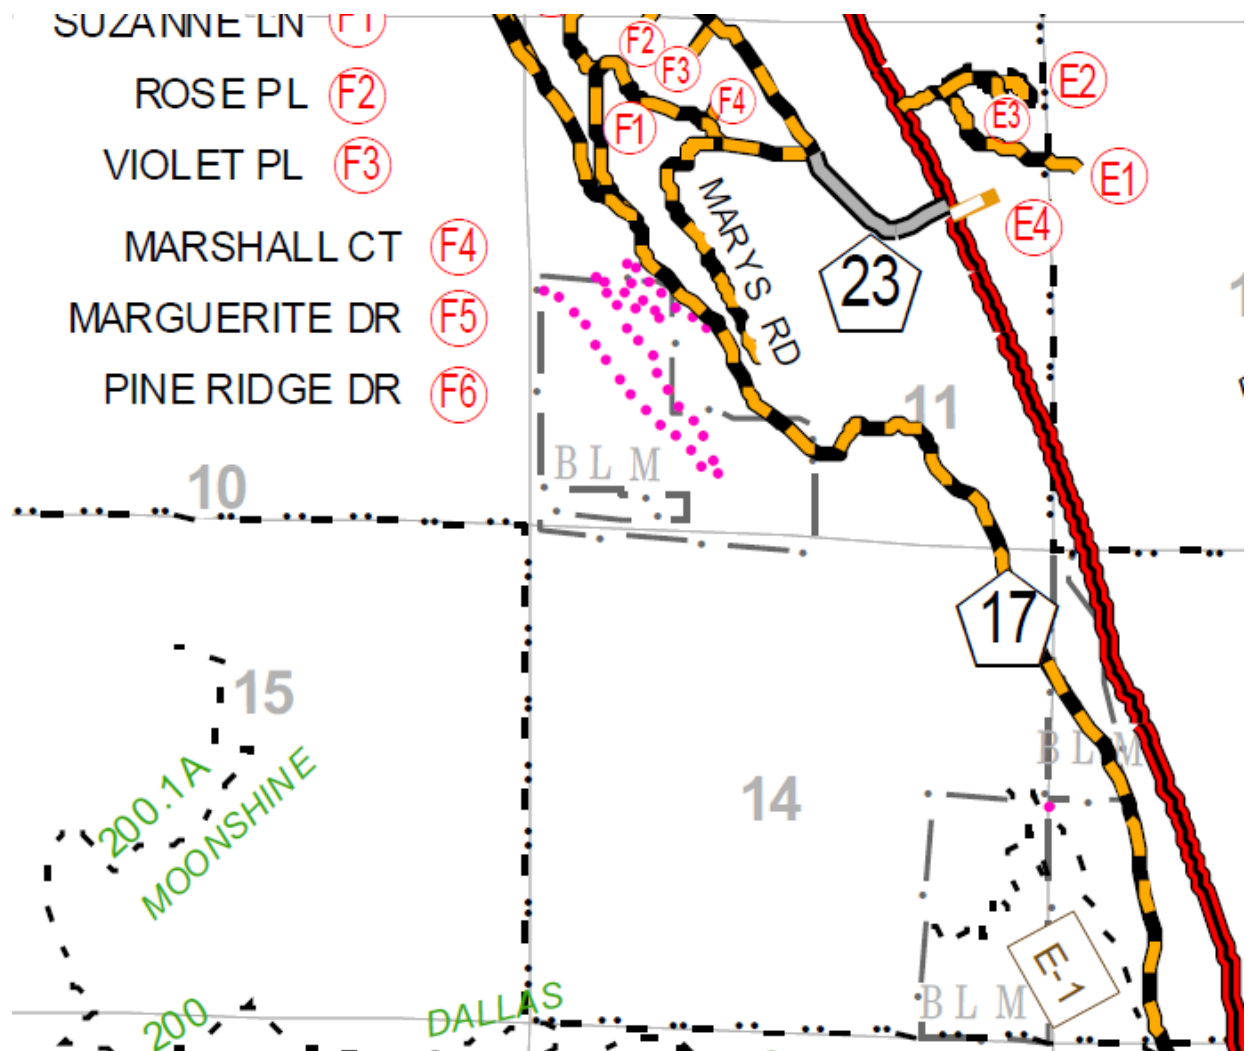 SUZANNE LN F1
ROSE PL F2
VIOLET PL F3
MARSHALL CT F4
MARGUERITE DR F5
PINE RIDGE DR F6
F2
F3
F4
F1
E2
E3
E1
E4
MARYS RD
23
11
BLM
10
17
15
BLM
14
200.1A
MOONSHINE
E-1
BLM
DALLAS
200